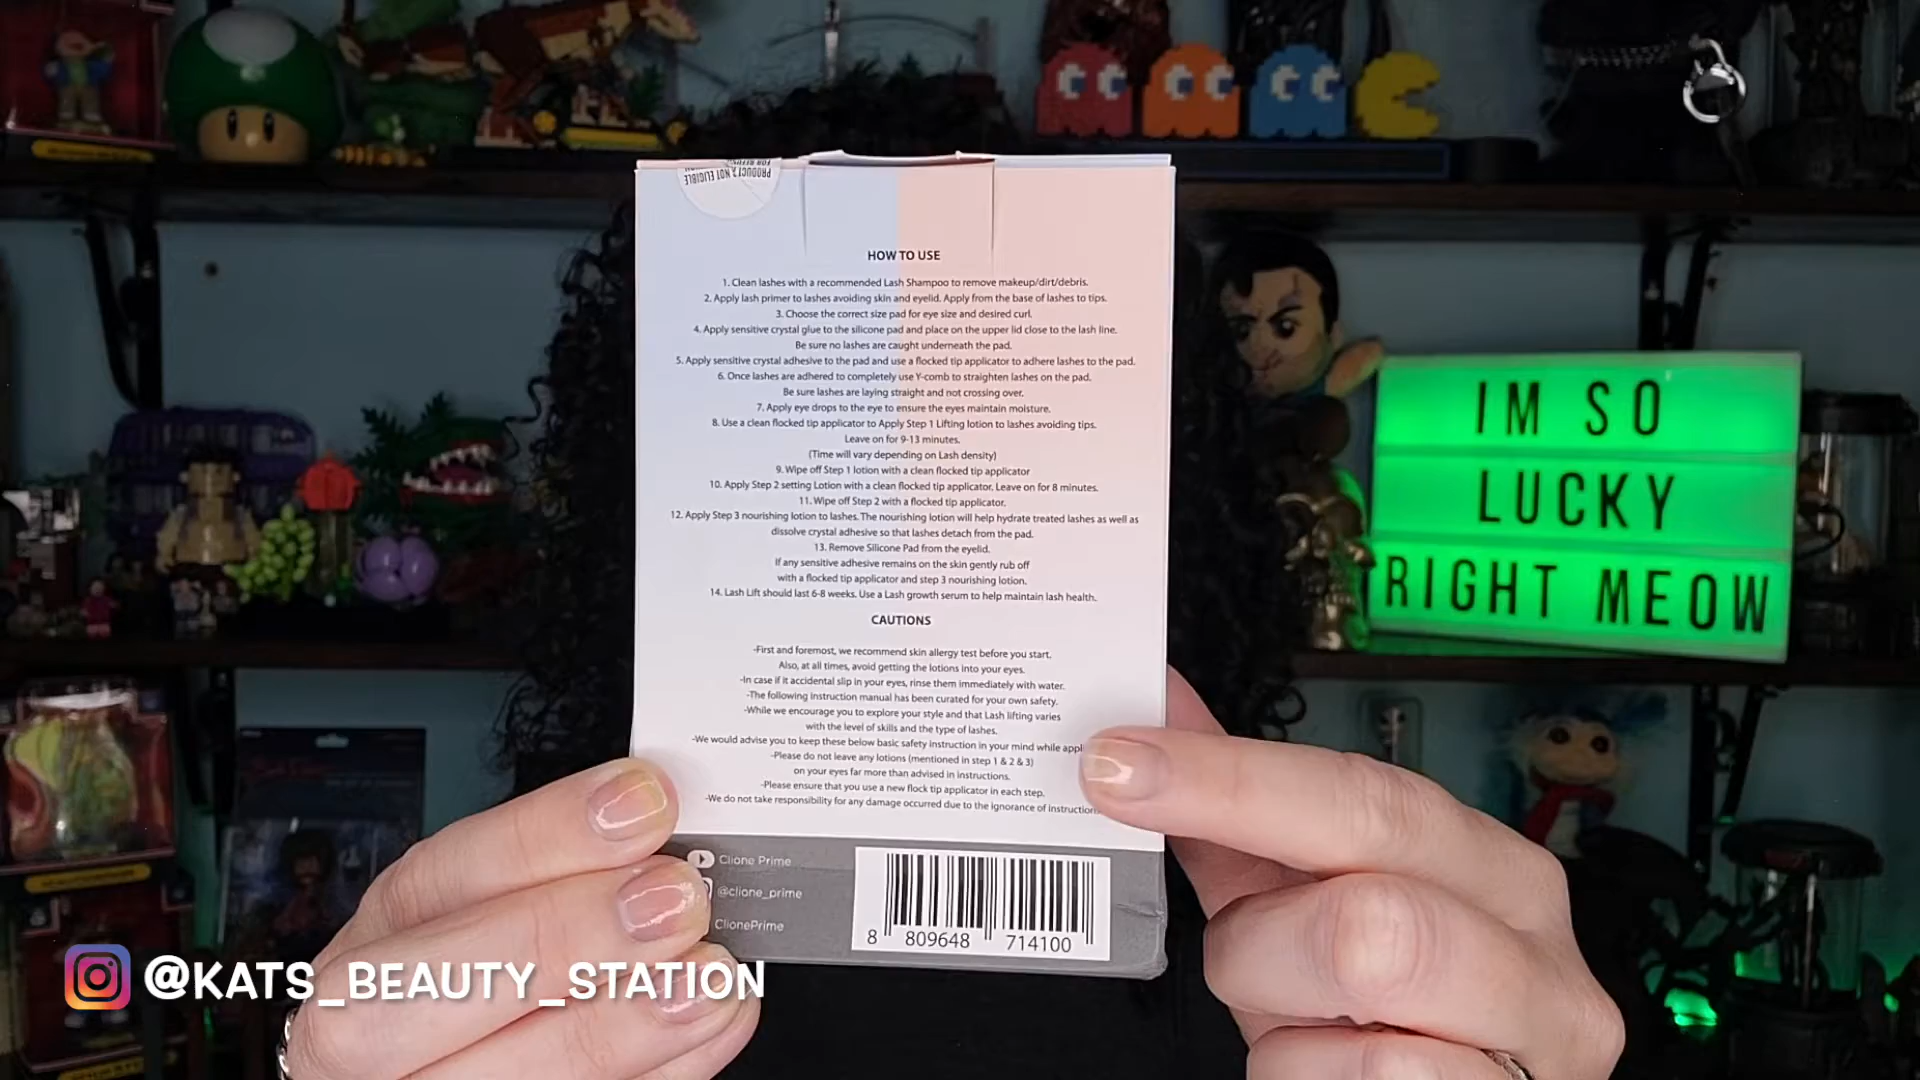 PRODUCT NOT ELIGIBLE
HOW TO USE
1. Clean lashes with a recommended Lash Shampoo to remove makeup/dirt/debris.
2. Apply lash primer to lashes avoiding skin and eyelid. Apply from the base of lashes to tips.
3. Choose the correct size pad for eye size and desired curl.
4. Apply sensitive crystal glue to the silicone pad and place on the upper lid close to the lash line.
Be sure no lashes are caught underneath the pad.
5. Apply sensitive crystal adhesive to the pad and use a flocked tip applicator to adhere lashes to the pad.
6. Once lashes are adhered to completely use Y-comb to straighten lashes on the pad.
Be sure lashes are laying straight and not crossing over.
7. Apply eye drops to the eye to ensure the eyes maintain moisture.
8. Use a clean flocked tip applicator to Apply Step 1 Lifting lotion to lashes avoiding tips.
Leave on for 9-13 minutes.
(Time will vary depending on Lash density)
9. Wipe off Step 1 lotion with a clean flocked tip applicator
10. Apply Step 2 setting Lotion with a clean flocked tip applicator. Leave on for 8 minutes.
11. Wipe off Step 2 with a flocked tip applicator.
12. Apply Step 3 nourishing lotion to lashes. The nourishing lotion will help hydrate treated lashes as well as
dissolve crystal adhesive so that lashes detach from the pad.
13. Remove Silicone Pad from the eyelid.
If any sensitive adhesive remains on the skin gently rub off
with a flocked tip applicator and step 3 nourishing lotion.
14. Lash Lift should last 6-8 weeks. Use a Lash growth serum to help maintain lash health.
CAUTIONS
-First and foremost, we recommend skin allergy test before you start.
Also, at all times, avoid getting the lotions into your eyes.
-In case if it accidental slip in your eyes, rinse them immediately with water.
-The following instruction manual has been curated for your own safety.
-While we encourage you to explore your style and that Lash lifting varies
with the level of skills and the type of lashes.
-We would advise you to keep these below basic safety instruction in your mind while appl
-Please do not leave any lotions (mentioned in step 1 & 2 & 3)
on your eyes far more than advised in instructions.
-Please ensure that you use a new flock tip applicator in each step.
-We do not take responsibility for any damage occurred due to the ignorance of instruction
Clione Prime
@clione_prime
ClionePrime
8 809648 714100
IM SO
LUCKY
RIGHT MEOW
@KATS_BEAUTY_STATION